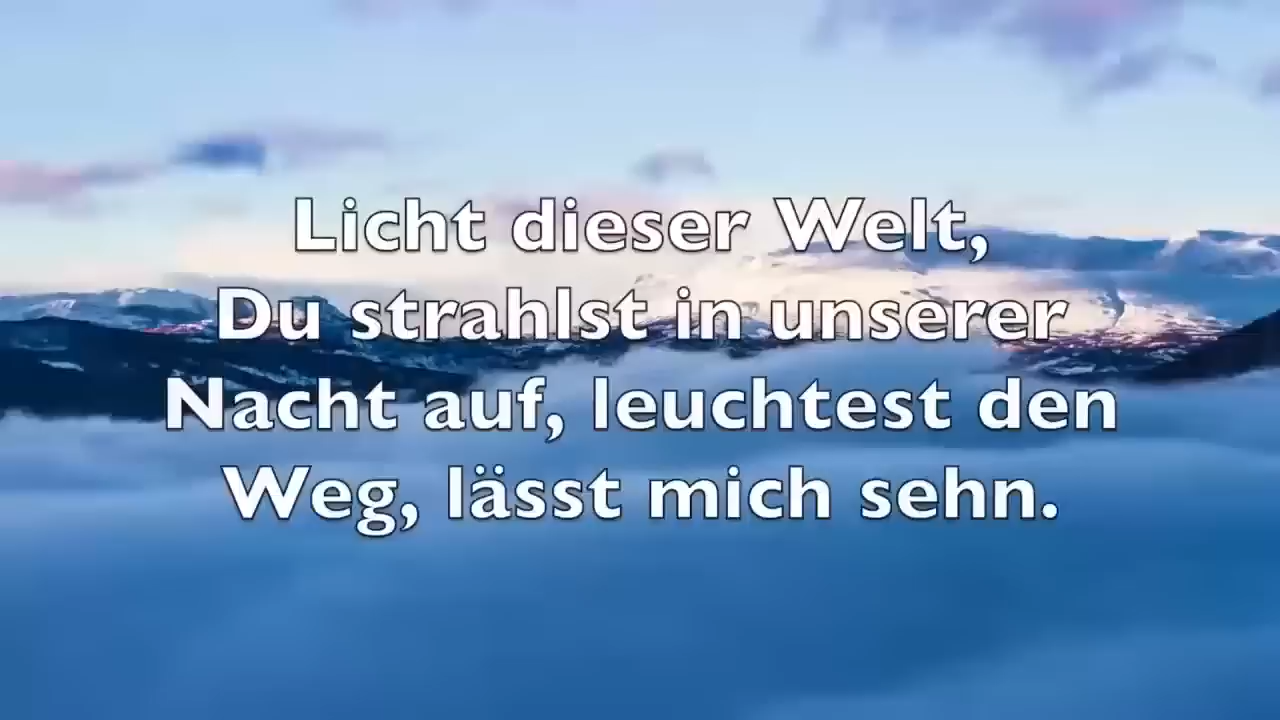 Licht dieser Welt,
Du strahlst in unserer
Nacht auf, leuchtest den
Weg, lässt mich sehn.